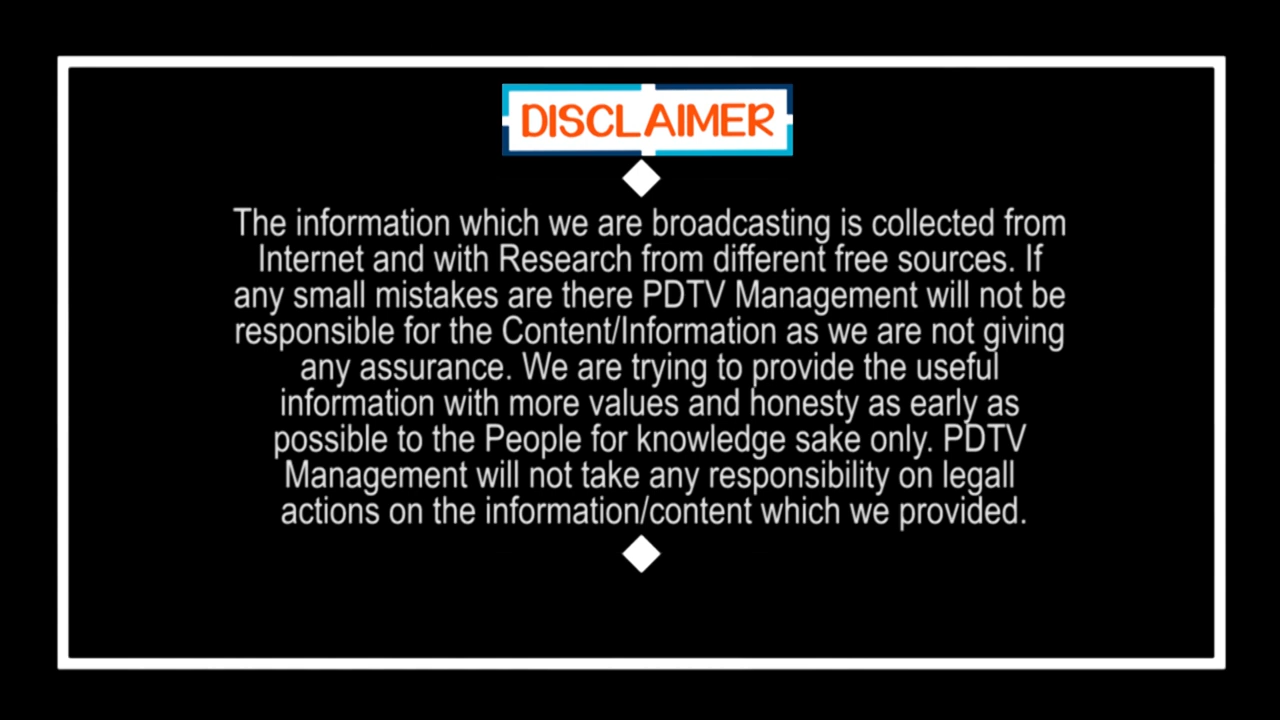 DISCLAIMER
The information which we are broadcasting is collected from
Internet and with Research from different free sources. If
any small mistakes are there PDTV Management will not be
responsible for the Content/Information as we are not giving
any assurance. We are trying to provide the useful
information with more values and honesty as early as
possible to the People for knowledge sake only. PDTV
Management will not take any responsibility on legall
actions on the information/content which we provided.